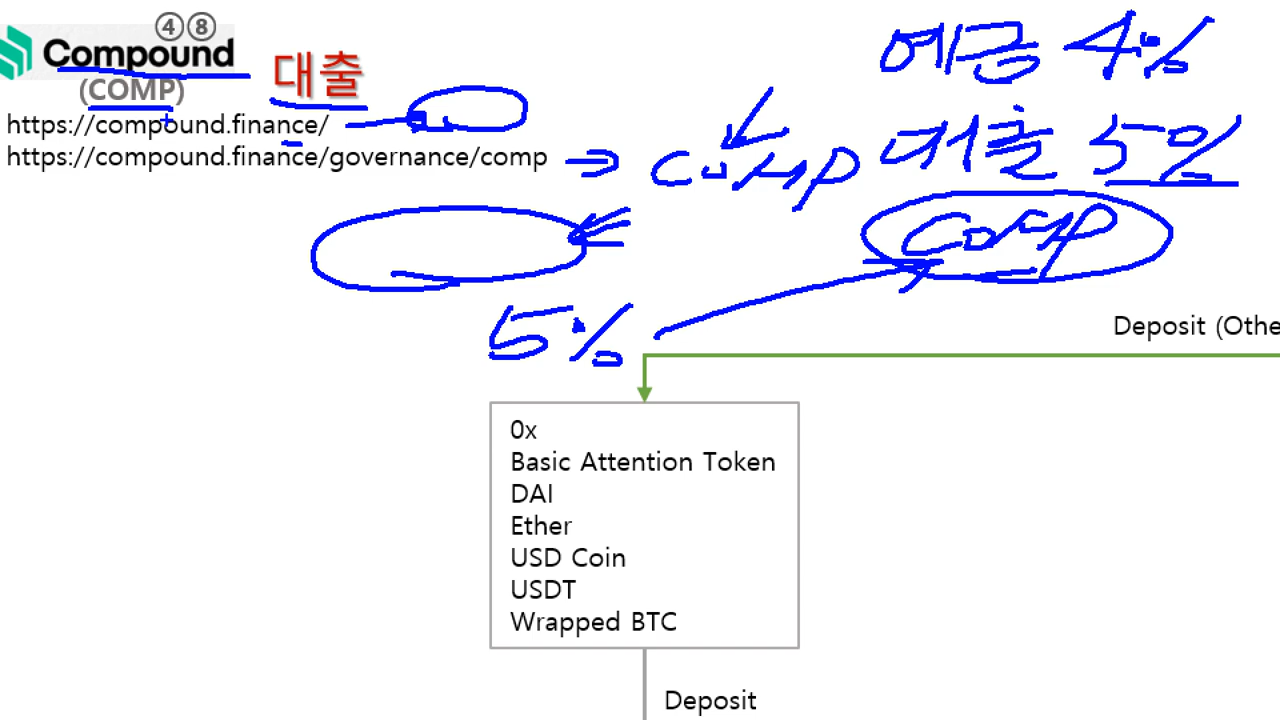 ④⑧
Compound
(COMP)
대출
https://compound.finance/
https://compound.finance/governance/comp
예금 4%
COMP
대출 5%
COMP
5%
Deposit (Othe
0x
Basic Attention Token
DAI
Ether
USD Coin
USDT
Wrapped BTC
Deposit